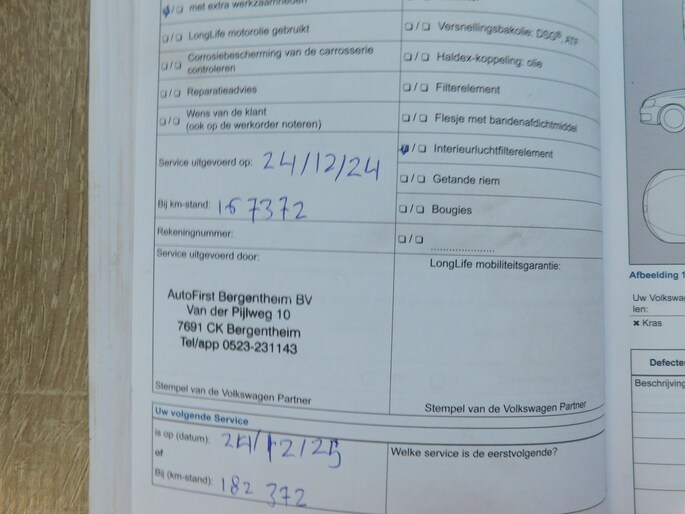 ☑/☐ met extra werkzaamheden
☐/☐ LongLife motorolie gebruikt
☐/☐ Corrosiebescherming van de carrosserie
controleren
☐/☐ Reparatieadvies
☐/☐ Wens van de klant
(ook op de werkorder noteren)
Service uitgevoerd op: 24/12/24
Bij km-stand: 167372
Rekeningnummer:
Service uitgevoerd door:
AutoFirst Bergentheim BV
Van der Pijlweg 10
7691 CK Bergentheim
Tel/app 0523-231143
Stempel van de Volkswagen Partner
☐/☐ Versnellingsbakolie: DSG®, ATF
☐/☐ Haldex-koppeling: olie
☐/☐ Filterelement
☐/☐ Flesje met bandenafdichtmiddel
☑/☐ Interieurluchtfilterelement
☐/☐ Getande riem
☐/☐ Bougies
☐/☐ ....................
LongLife mobiliteitsgarantie:
Stempel van de Volkswagen Partner
Uw volgende Service
is op (datum): 24/12/25
of
Bij (km-stand): 182 372
Welke service is de eerstvolgende?
Afbeelding 1
Uw Volkswa
len:
× Kras
Defecte
Beschrijving